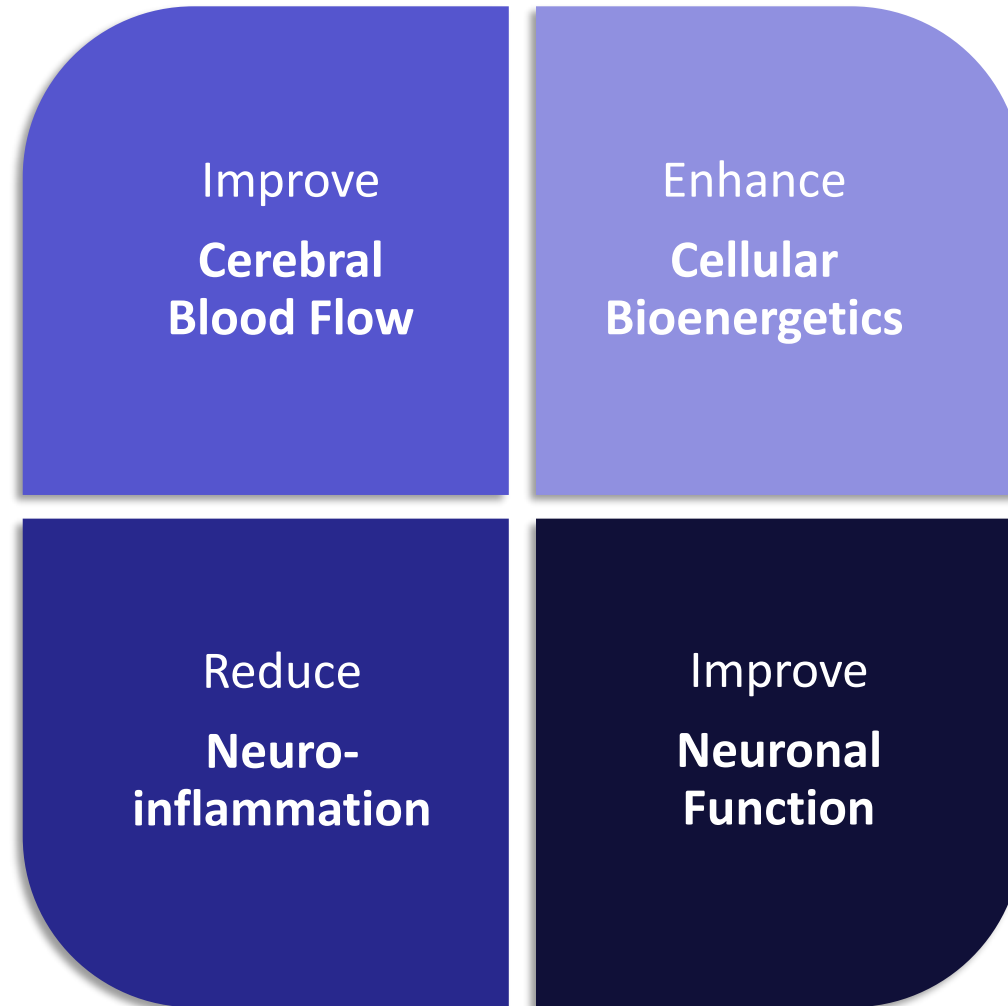 Improve
Cerebral
Blood Flow
Enhance
Cellular
Bioenergetics
Reduce
Neuro-
inflammation
Improve
Neuronal
Function